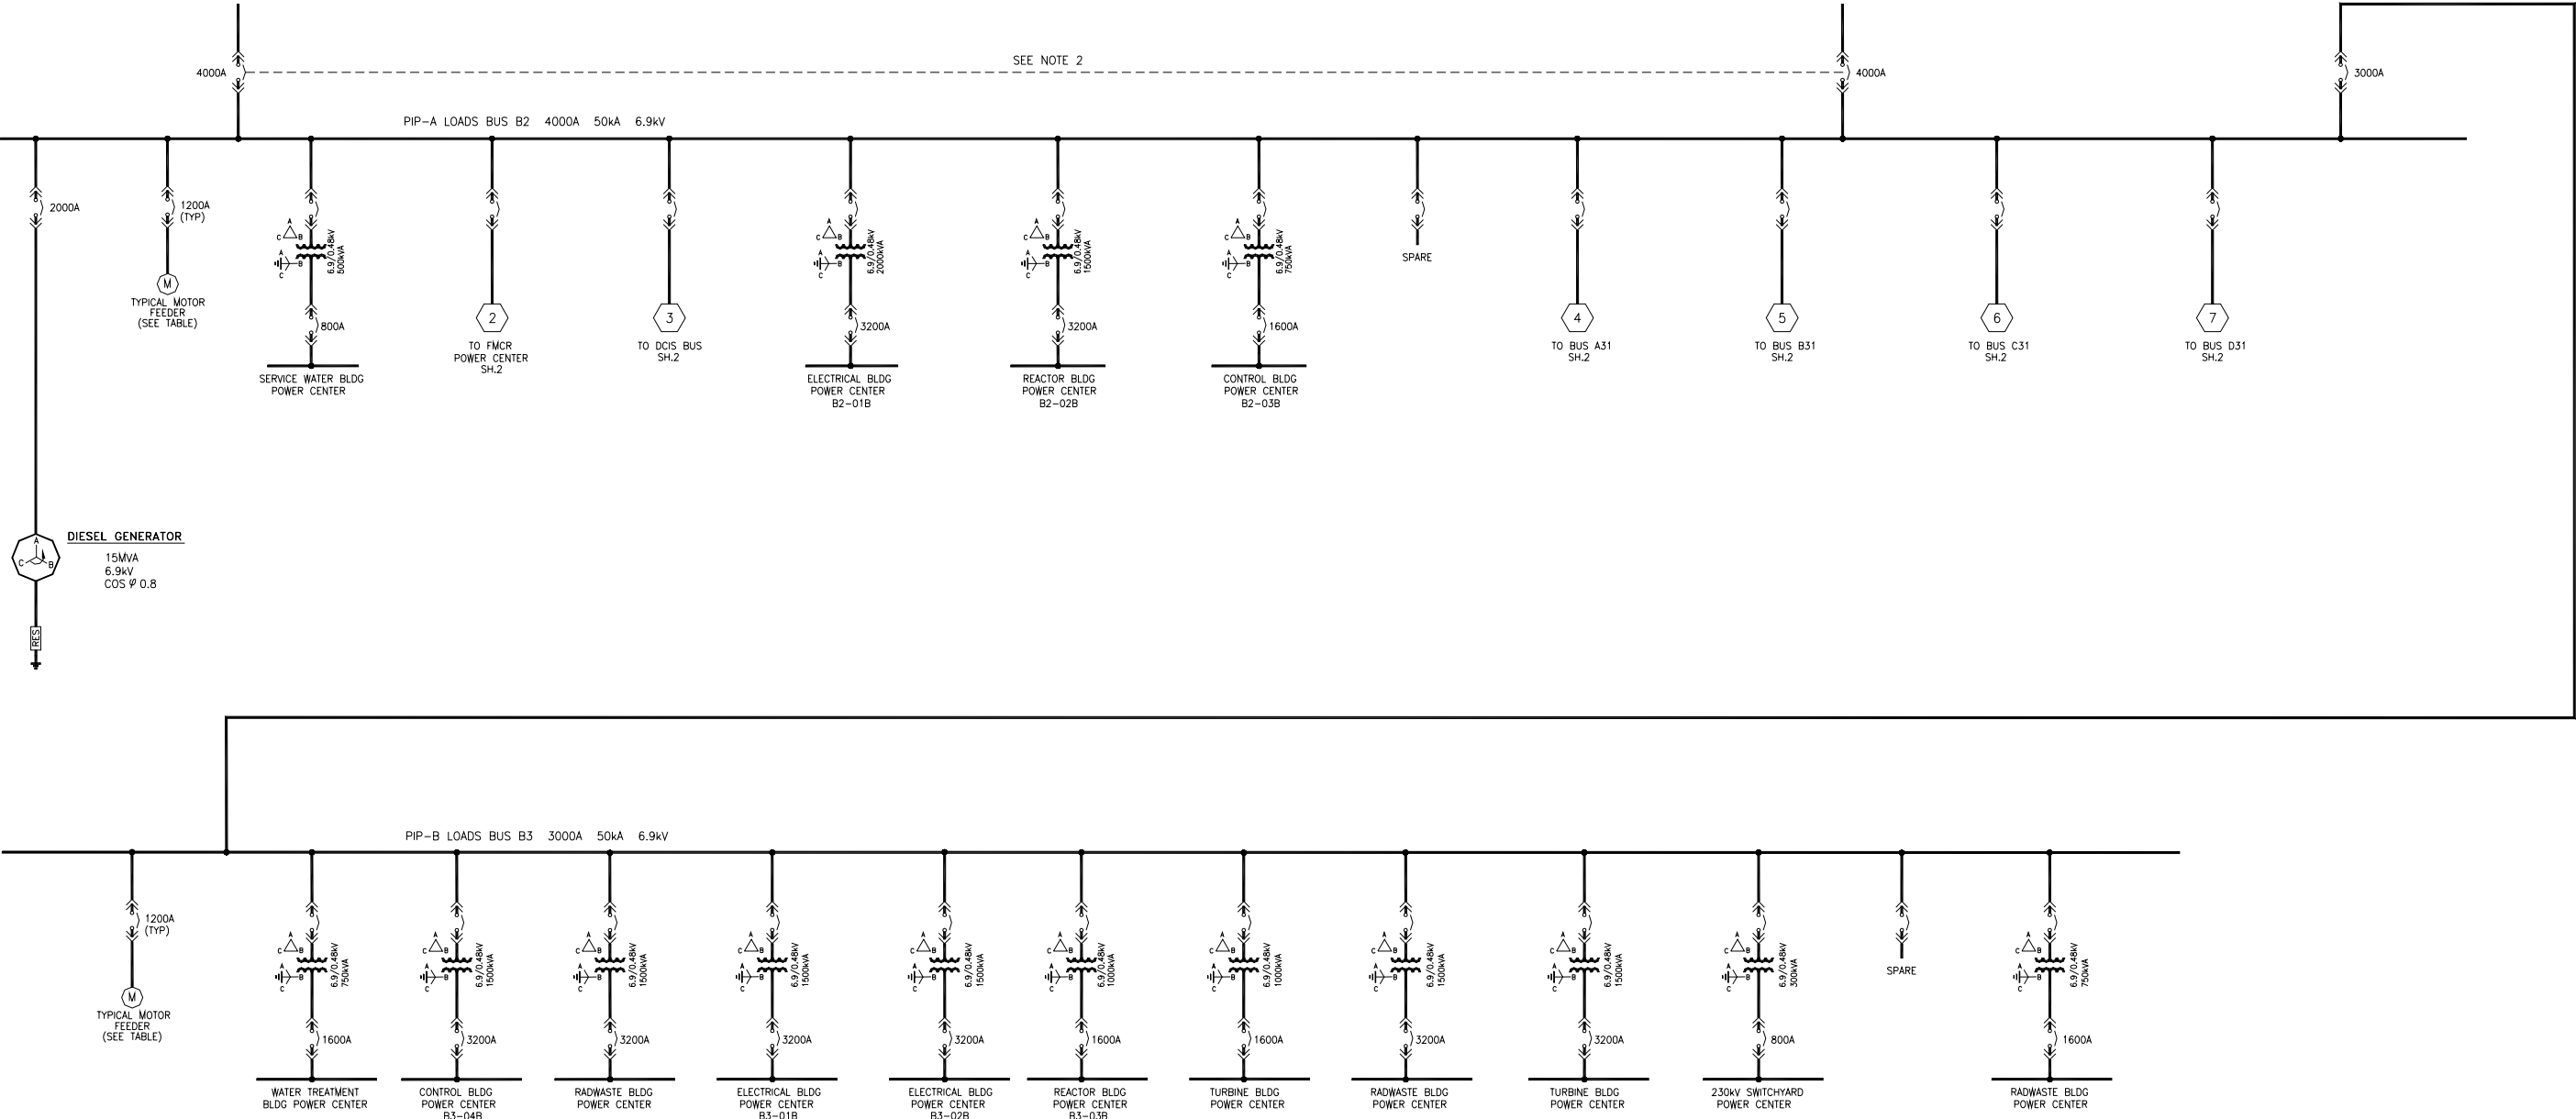 SEE NOTE 2
4000A
4000A
3000A
PIP-A LOADS BUS B2 4000A 50kA 6.9kV
2000A
1200A
(TYP)
M
TYPICAL MOTOR
FEEDER
(SEE TABLE)
A
C B
A
B
C
6.9/0.48kV
500kVA
800A
SERVICE WATER BLDG
POWER CENTER
2
TO FMCR
POWER CENTER
SH.2
3
TO DCIS BUS
SH.2
A
C B
A
B
C
6.9/0.48kV
2000kVA
3200A
ELECTRICAL BLDG
POWER CENTER
B2-01B
A
C B
A
B
C
6.9/0.48kV
1500kVA
3200A
REACTOR BLDG
POWER CENTER
B2-02B
A
C B
A
B
C
6.9/0.48kV
750kVA
1600A
CONTROL BLDG
POWER CENTER
B2-03B
SPARE
4
TO BUS A31
SH.2
5
TO BUS B31
SH.2
6
TO BUS C31
SH.2
7
TO BUS D31
SH.2
DIESEL GENERATOR
15MVA
6.9kV
COS φ 0.8
A
C B
RES
PIP-B LOADS BUS B3 3000A 50kA 6.9kV
1200A
(TYP)
M
TYPICAL MOTOR
FEEDER
(SEE TABLE)
A
C B
A
B
C
6.9/0.48kV
750kVA
1600A
WATER TREATMENT
BLDG POWER CENTER
A
C B
A
B
C
6.9/0.48kV
1500kVA
3200A
CONTROL BLDG
POWER CENTER
B3-04B
A
C B
A
B
C
6.9/0.48kV
1500kVA
3200A
RADWASTE BLDG
POWER CENTER
A
C B
A
B
C
6.9/0.48kV
1500kVA
3200A
ELECTRICAL BLDG
POWER CENTER
B3-01B
A
C B
A
B
C
6.9/0.48kV
1500kVA
3200A
ELECTRICAL BLDG
POWER CENTER
B3-02B
A
C B
A
B
C
6.9/0.48kV
1000kVA
1600A
REACTOR BLDG
POWER CENTER
B3-03B
A
C B
A
B
C
6.9/0.48kV
1000kVA
1600A
TURBINE BLDG
POWER CENTER
A
C B
A
B
C
6.9/0.48kV
1500kVA
3200A
RADWASTE BLDG
POWER CENTER
A
C B
A
B
C
6.9/0.48kV
1500kVA
3200A
TURBINE BLDG
POWER CENTER
A
C B
A
B
C
6.9/0.48kV
300kVA
800A
230kV SWITCHYARD
POWER CENTER
SPARE
A
C B
A
B
C
6.9/0.48kV
750kVA
1600A
RADWASTE BLDG
POWER CENTER